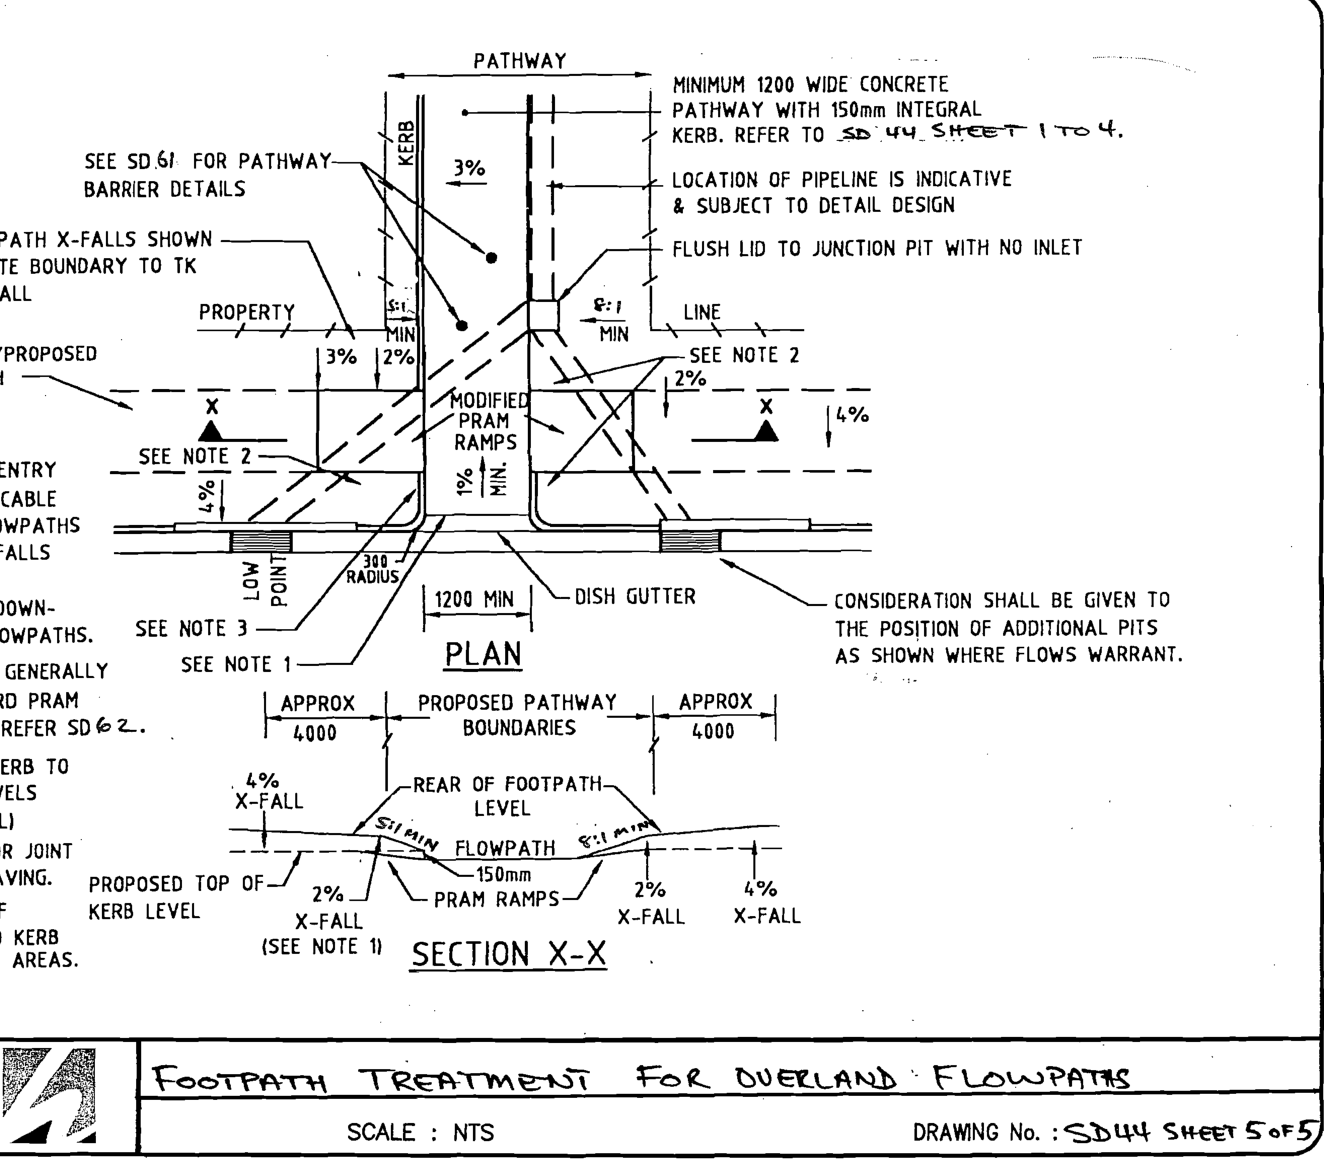 PATHWAY
MINIMUM 1200 WIDE CONCRETE
PATHWAY WITH 150mm INTEGRAL
KERB. REFER TO SD 44 SHEET 1 TO 4.
KERB
3%
SEE SD.61 FOR PATHWAY
BARRIER DETAILS
LOCATION OF PIPELINE IS INDICATIVE
& SUBJECT TO DETAIL DESIGN
PATH X-FALLS SHOWN
TE BOUNDARY TO TK
ALL
FLUSH LID TO JUNCTION PIT WITH NO INLET
PROPERTY
5:1
MIN
8:1
MIN
LINE
/PROPOSED
H
3%
2%
SEE NOTE 2
2%
X
MODIFIED
PRAM
RAMPS
X
4%
SEE NOTE 2
ENTRY
CABLE
OWPATHS
FALLS
4%
1%
MIN.
LOW
POINT
300
RADIUS
1200 MIN
DISH GUTTER
CONSIDERATION SHALL BE GIVEN TO
THE POSITION OF ADDITIONAL PITS
AS SHOWN WHERE FLOWS WARRANT.
DOWN-
OWPATHS.
SEE NOTE 3
GENERALLY
RD PRAM
REFER SD62.
SEE NOTE 1
PLAN
APPROX
4000
PROPOSED PATHWAY
BOUNDARIES
APPROX
4000
ERB TO
VELS
L)
4%
X-FALL
REAR OF FOOTPATH
LEVEL
5:1 MIN
FLOWPATH
8:1 MIN
OR JOINT
AVING.
150mm
PROPOSED TOP OF
KERB LEVEL
2%
X-FALL
(SEE NOTE 1)
PRAM RAMPS
2%
X-FALL
4%
X-FALL
F
KERB
AREAS.
SECTION X-X
FOOTPATH TREATMENT FOR OVERLAND FLOWPATHS
SCALE : NTS
DRAWING No. : SD44 SHEET 5 OF 5